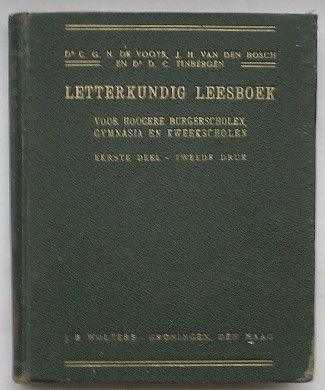 Dr C. G. N. DE VOOYS, J. H. VAN DEN BOSCH
EN Dr D. C. TINBERGEN
LETTERKUNDIG LEESBOEK
VOOR HOOGERE BURGERSCHOLEN,
GYMNASIA EN KWEEKSCHOLEN
EERSTE DEEL - TWEEDE DRUK
J. B. WOLTERS - GRONINGEN, DEN HAAG